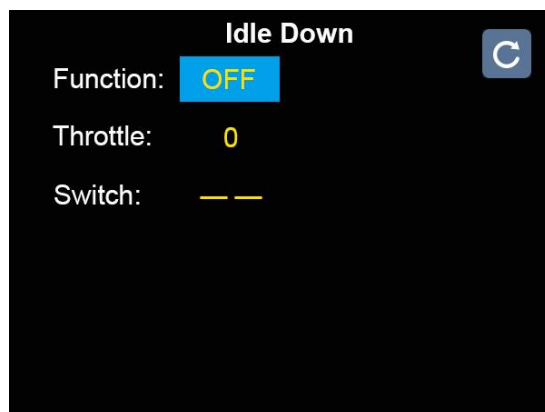 Idle Down
Function: OFF
Throttle: 0
Switch: — —